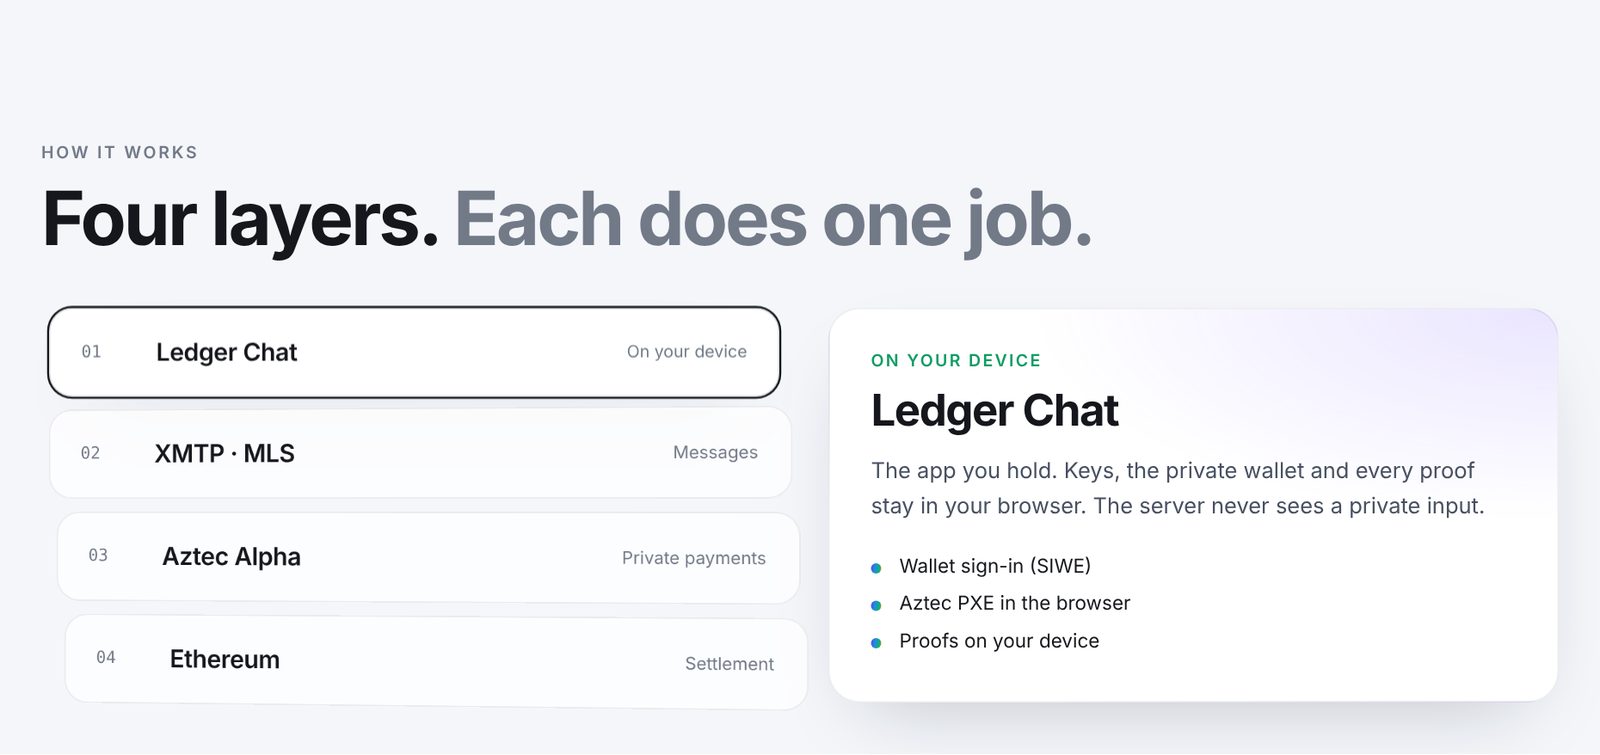 HOW IT WORKS
Four layers. Each does one job.
01 Ledger Chat On your device
02 XMTP · MLS Messages
03 Aztec Alpha Private payments
04 Ethereum Settlement
ON YOUR DEVICE
Ledger Chat
The app you hold. Keys, the private wallet and every proof
stay in your browser. The server never sees a private input.
Wallet sign-in (SIWE)
Aztec PXE in the browser
Proofs on your device